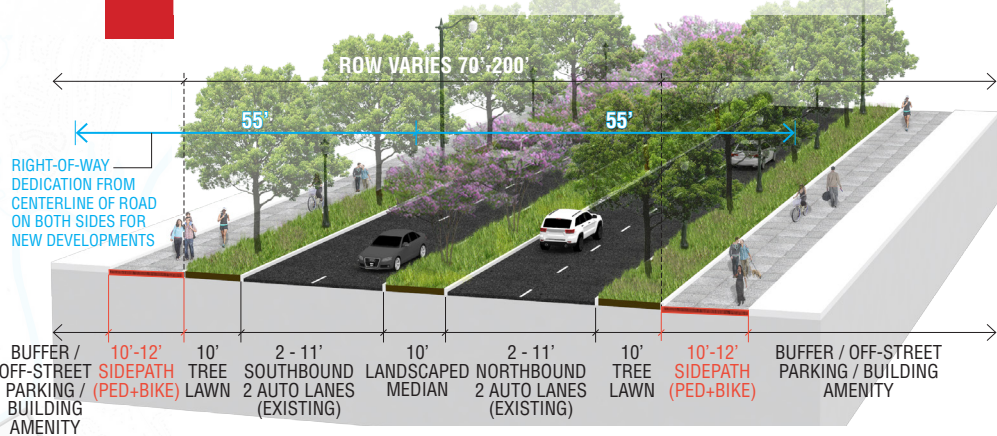 ROW VARIES 70'-200'
55'
55'
RIGHT-OF-WAY
DEDICATION FROM
CENTERLINE OF ROAD
ON BOTH SIDES FOR
NEW DEVELOPMENTS
BUFFER /
OFF-STREET
PARKING /
BUILDING
AMENITY
10'-12'
SIDEPATH
(PED+BIKE)
10'
TREE
LAWN
2 - 11'
SOUTHBOUND
2 AUTO LANES
(EXISTING)
10'
LANDSCAPED
MEDIAN
2 - 11'
NORTHBOUND
2 AUTO LANES
(EXISTING)
10'
TREE
LAWN
10'-12'
SIDEPATH
(PED+BIKE)
BUFFER / OFF-STREET
PARKING / BUILDING
AMENITY